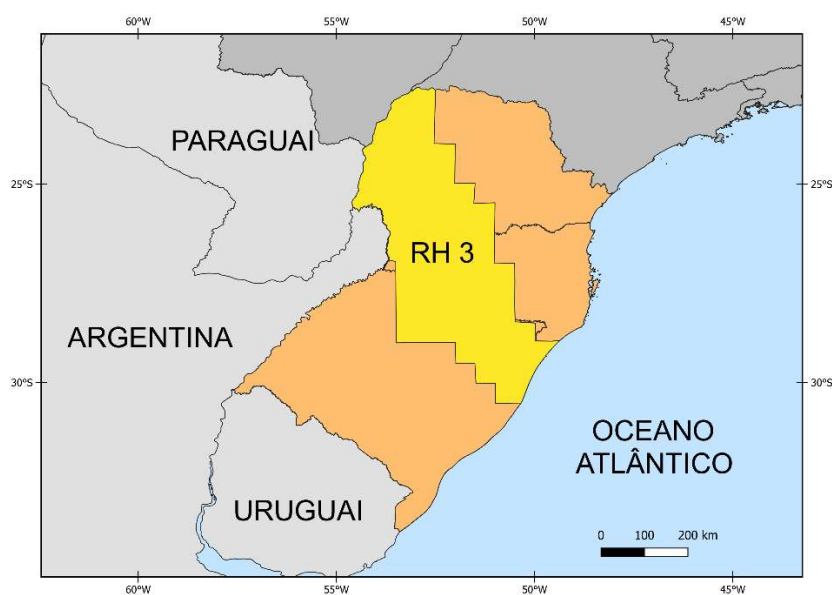 60°W 55°W 50°W 45°W
PARAGUAI
25°S 25°S
RH 3
ARGENTINA
30°S 30°S
OCEANO
ATLÂNTICO
URUGUAI
0 100 200 km
60°W 55°W 50°W 45°W